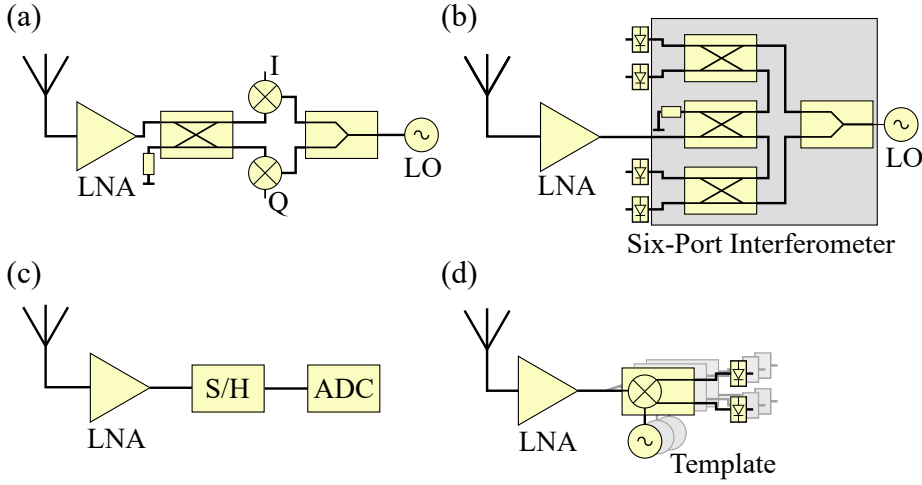 (a)
I
LNA
Q
LO
(b)
LNA
LO
Six-Port Interferometer
(c)
S/H
ADC
LNA
(d)
LNA
Template